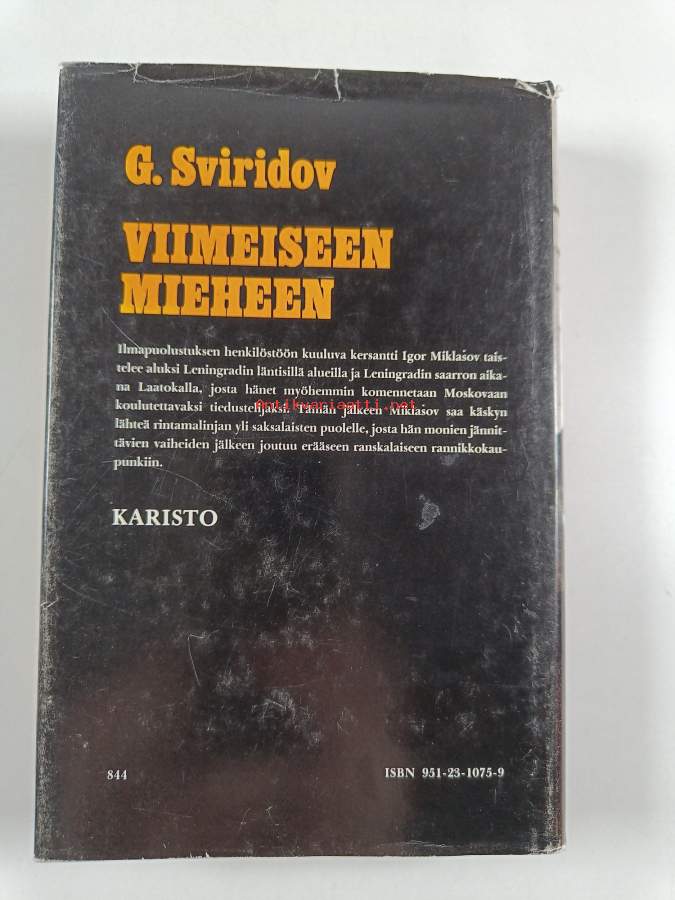 G. Sviridov
VIIMEISEEN
MIEHEEN
Ilmapuolustuksen henkilöstöön kuuluva kersantti Igor Miklašov tais-
telee aluksi Leningradin läntisillä alueilla ja Leningradin saarron aika-
na Laatokalla, josta hänet myöhemmin komennetaan Moskovaan
koulutettavaksi tiedustelijaksi. Tämän jälkeen Miklašov saa käskyn
Antikvariaatti.net
lähteä rintamalinjan yli saksalaisten puolelle, josta hän monien jännit-
tävien vaiheiden jälkeen joutuu erääseen ranskalaiseen rannikkokau-
punkiin.
KARISTO
844
ISBN 951-23-1075-9